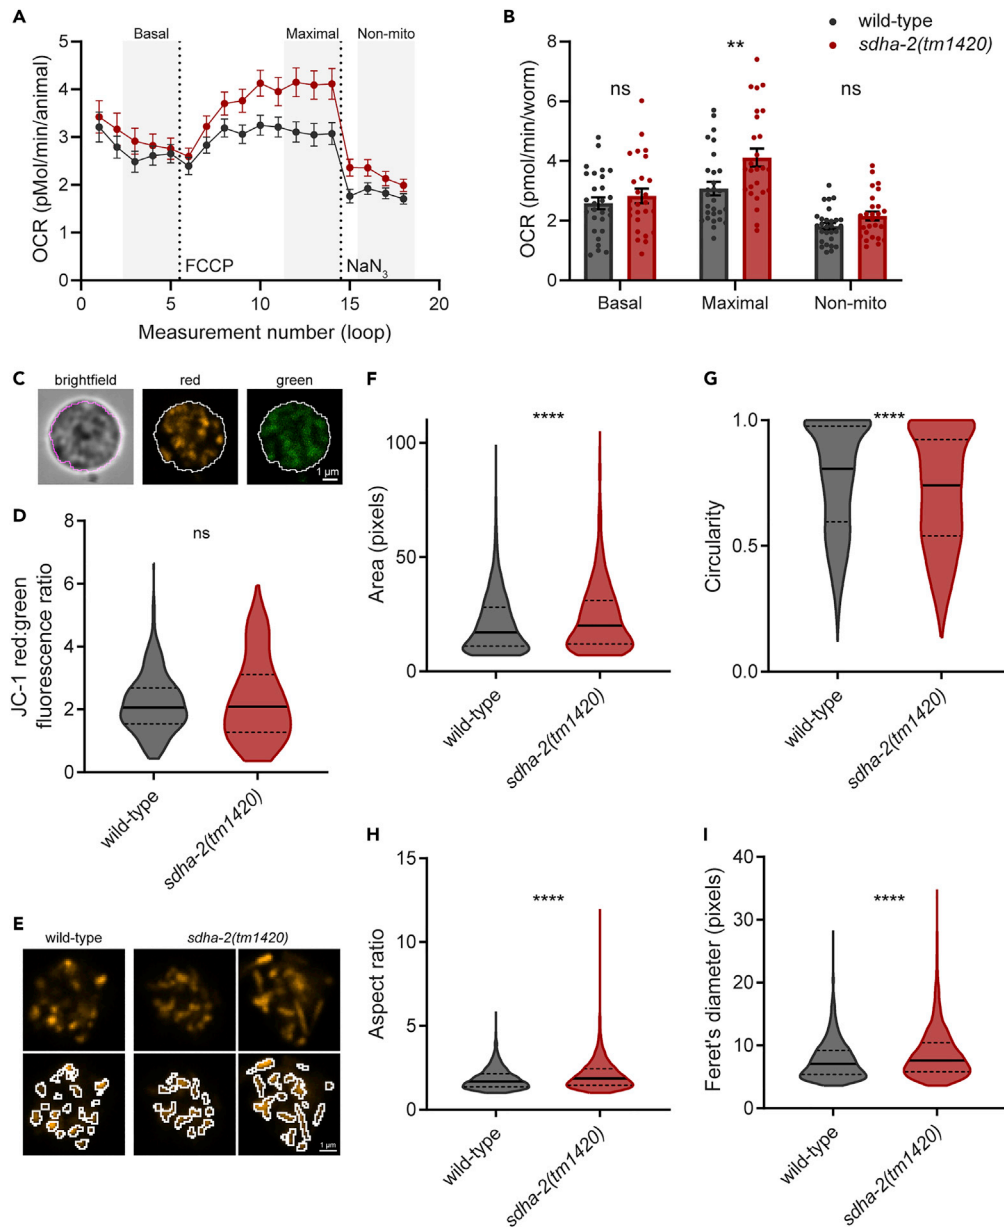 A
Basal
Maximal
Non-mito
OCR (pMol/min/animal)
5
4
3
2
1
0
FCCP
NaN3
0
5
10
15
20
Measurement number (loop)
B
wild-type
sdha-2(tm1420)
OCR (pmol/min/worm)
8
6
4
2
0
ns
**
ns
Basal
Maximal
Non-mito
C
brightfield
red
green
1 µm
D
JC-1 red:green
fluorescence ratio
8
6
4
2
0
ns
wild-type
sdha-2(tm1420)
E
wild-type
sdha-2(tm1420)
1 µm
F
Area (pixels)
100
50
0
****
wild-type
sdha-2(tm1420)
G
Circularity
1.0
0.5
0.0
****
wild-type
sdha-2(tm1420)
H
Aspect ratio
15
10
5
0
****
wild-type
sdha-2(tm1420)
I
Feret's diameter (pixels)
40
30
20
10
0
****
wild-type
sdha-2(tm1420)